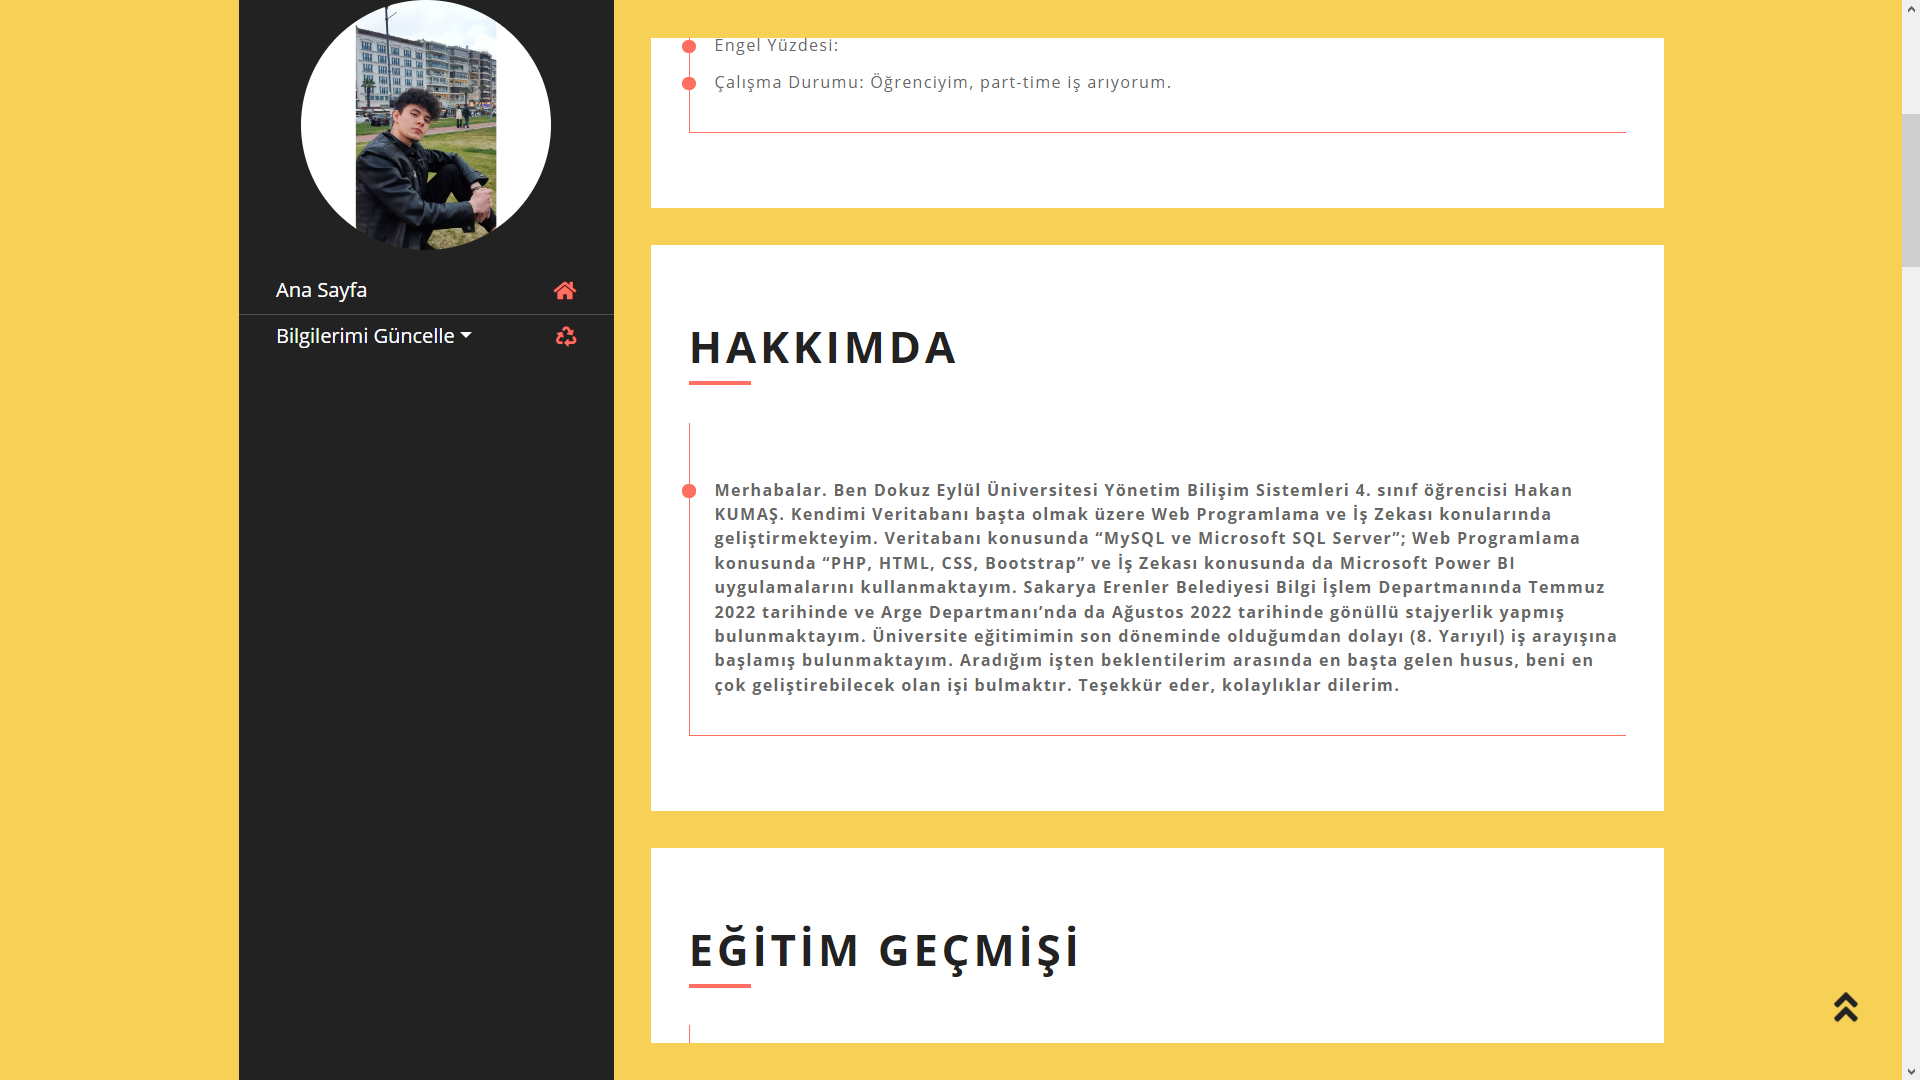 Ana Sayfa
Bilgilerimi Güncelle
Engel Yüzdesi:
Çalışma Durumu: Öğrenciyim, part-time iş arıyorum.
HAKKIMDA
Merhabalar. Ben Dokuz Eylül Üniversitesi Yönetim Bilişim Sistemleri 4. sınıf öğrencisi Hakan
KUMAŞ. Kendimi Veritabanı başta olmak üzere Web Programlama ve İş Zekası konularında
geliştirmekteyim. Veritabanı konusunda “MySQL ve Microsoft SQL Server”; Web Programlama
konusunda “PHP, HTML, CSS, Bootstrap” ve İş Zekası konusunda da Microsoft Power BI
uygulamalarını kullanmaktayım. Sakarya Erenler Belediyesi Bilgi İşlem Departmanında Temmuz
2022 tarihinde ve Arge Departmanı’nda da Ağustos 2022 tarihinde gönüllü stajyerlik yapmış
bulunmaktayım. Üniversite eğitimimin son döneminde olduğumdan dolayı (8. Yarıyıl) iş arayışına
başlamış bulunmaktayım. Aradığım işten beklentilerim arasında en başta gelen husus, beni en
çok geliştirebilecek olan işi bulmaktır. Teşekkür eder, kolaylıklar dilerim.
EĞİTİM GEÇMİŞİ